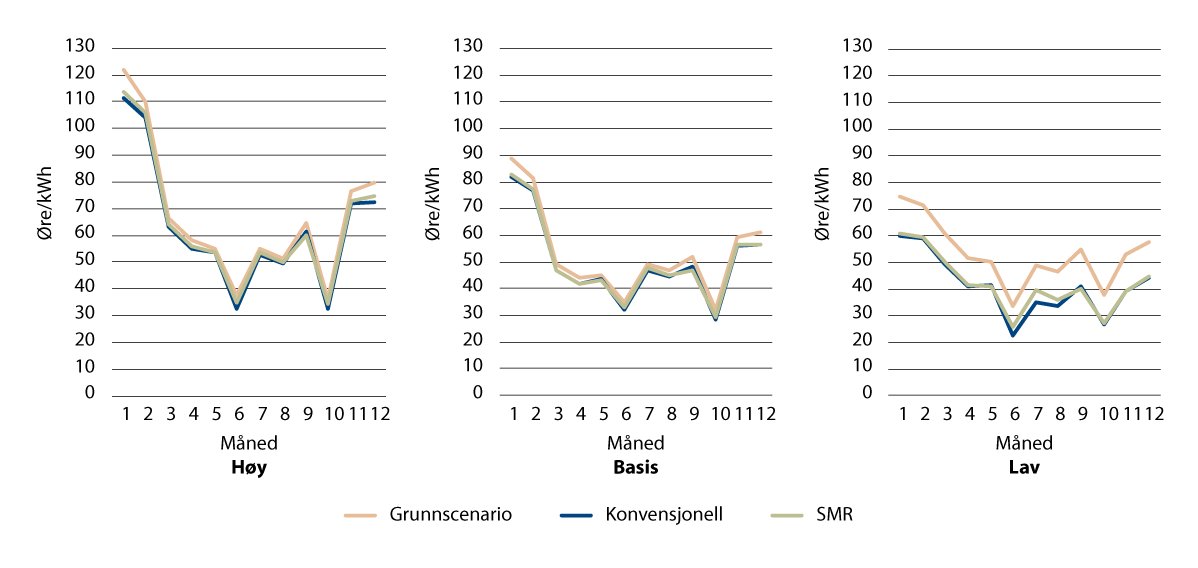 130 130 130
120 120 120
110 110 110
100 100 100
90 90 90
80 80 80
70 70 70
60 60 60
50 50 50
40 40 40
30 30 30
20 20 20
10 10 10
0 0 0
Øre/kWh Øre/kWh Øre/kWh
1 2 3 4 5 6 7 8 9 10 11 12 1 2 3 4 5 6 7 8 9 10 11 12 1 2 3 4 5 6 7 8 9 10 11 12
Måned Måned Måned
Høy Basis Lav
Grunnscenario Konvensjonell SMR